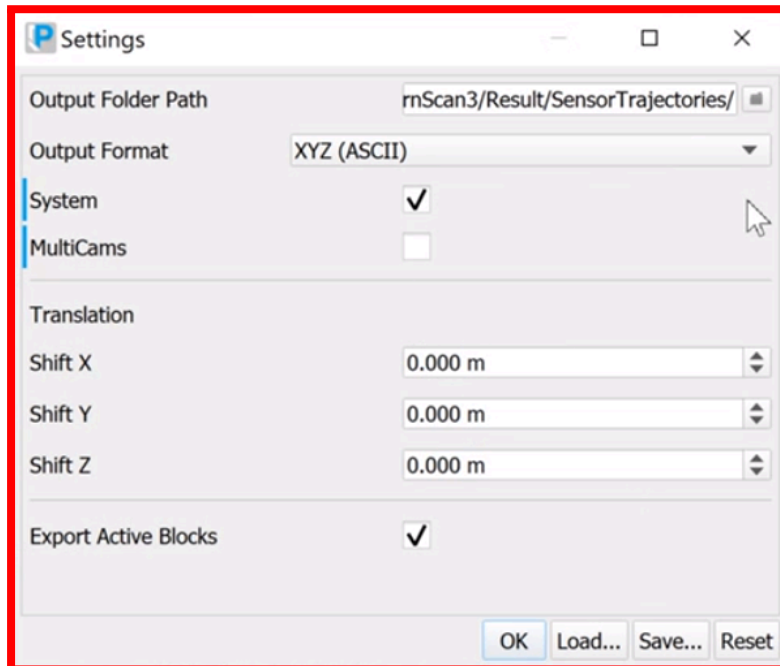 Settings
Output Folder Path rnScan3/Result/SensorTrajectories/
Output Format XYZ (ASCII)
System
MultiCams
Translation
Shift X 0.000 m
Shift Y 0.000 m
Shift Z 0.000 m
Export Active Blocks
OK Load... Save... Reset